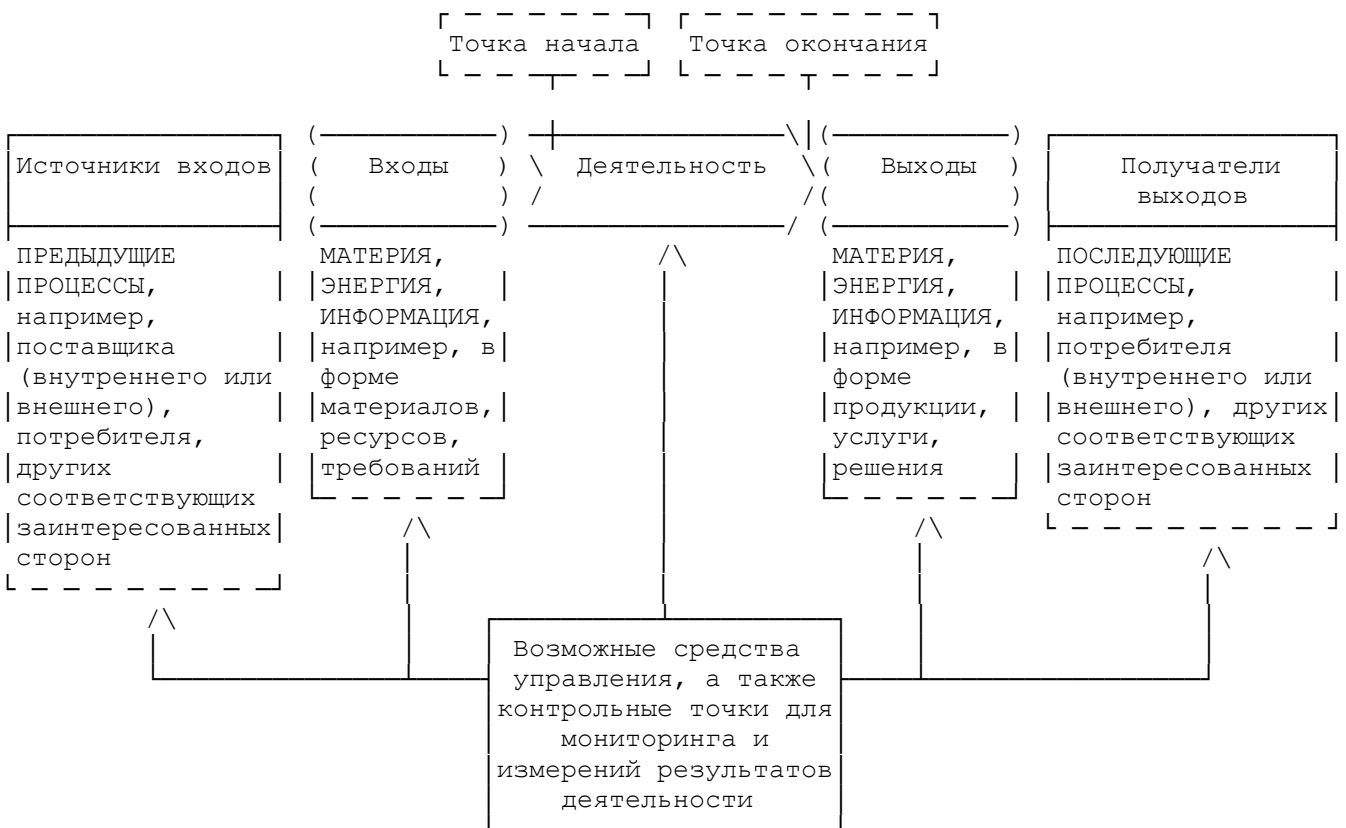 Точка начала
Точка окончания
Источники входов
Входы
Деятельность
Выходы
Получатели
выходов
ПРЕДЫДУЩИЕ
ПРОЦЕССЫ,
например,
поставщика
(внутреннего или
внешнего),
потребителя,
других
соответствующих
заинтересованных
сторон
МАТЕРИЯ,
ЭНЕРГИЯ,
ИНФОРМАЦИЯ,
например, в
форме
материалов,
ресурсов,
требований
МАТЕРИЯ,
ЭНЕРГИЯ,
ИНФОРМАЦИЯ,
например, в
форме
продукции,
услуги,
решения
ПОСЛЕДУЮЩИЕ
ПРОЦЕССЫ,
например,
потребителя
(внутреннего или
внешнего), других
соответствующих
заинтересованных
сторон
Возможные средства
управления, а также
контрольные точки для
мониторинга и
измерений результатов
деятельности